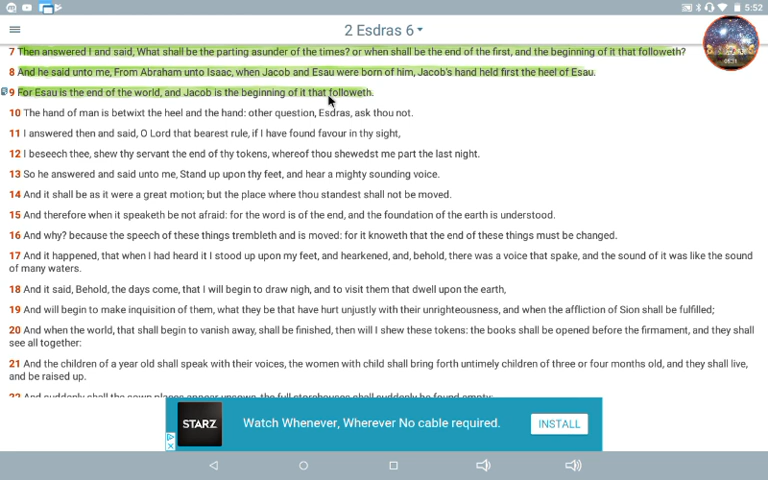 5:52
2 Esdras 6
7 Then answered I and said, What shall be the parting asunder of the times? or when shall be the end of the first, and the beginning of it that followeth?
8 And he said unto me, From Abraham unto Isaac, when Jacob and Esau were born of him, Jacob's hand held first the heel of Esau.
9 For Esau is the end of the world, and Jacob is the beginning of it that followeth.
10 The hand of man is betwixt the heel and the hand: other question, Esdras, ask thou not.
11 I answered then and said, O Lord that bearest rule, if I have found favour in thy sight,
12 I beseech thee, shew thy servant the end of thy tokens, whereof thou shewedst me part the last night.
13 So he answered and said unto me, Stand up upon thy feet, and hear a mighty sounding voice.
14 And it shall be as it were a great motion; but the place where thou standest shall not be moved.
15 And therefore when it speaketh be not afraid: for the word is of the end, and the foundation of the earth is understood.
16 And why? because the speech of these things trembleth and is moved: for it knoweth that the end of these things must be changed.
17 And it happened, that when I had heard it I stood up upon my feet, and hearkened, and, behold, there was a voice that spake, and the sound of it was like the sound
of many waters.
18 And it said, Behold, the days come, that I will begin to draw nigh, and to visit them that dwell upon the earth,
19 And will begin to make inquisition of them, what they be that have hurt unjustly with their unrighteousness, and when the affliction of Sion shall be fulfilled;
20 And when the world, that shall begin to vanish away, shall be finished, then will I shew these tokens: the books shall be opened before the firmament, and they shall
see all together:
21 And the children of a year old shall speak with their voices, the women with child shall bring forth untimely children of three or four months old, and they shall live,
and be raised up.
22 And suddenly shall the sown places appear unsown, the full storehouses shall suddenly be found empty:
STARZ
Watch Whenever, Wherever No cable required.
INSTALL